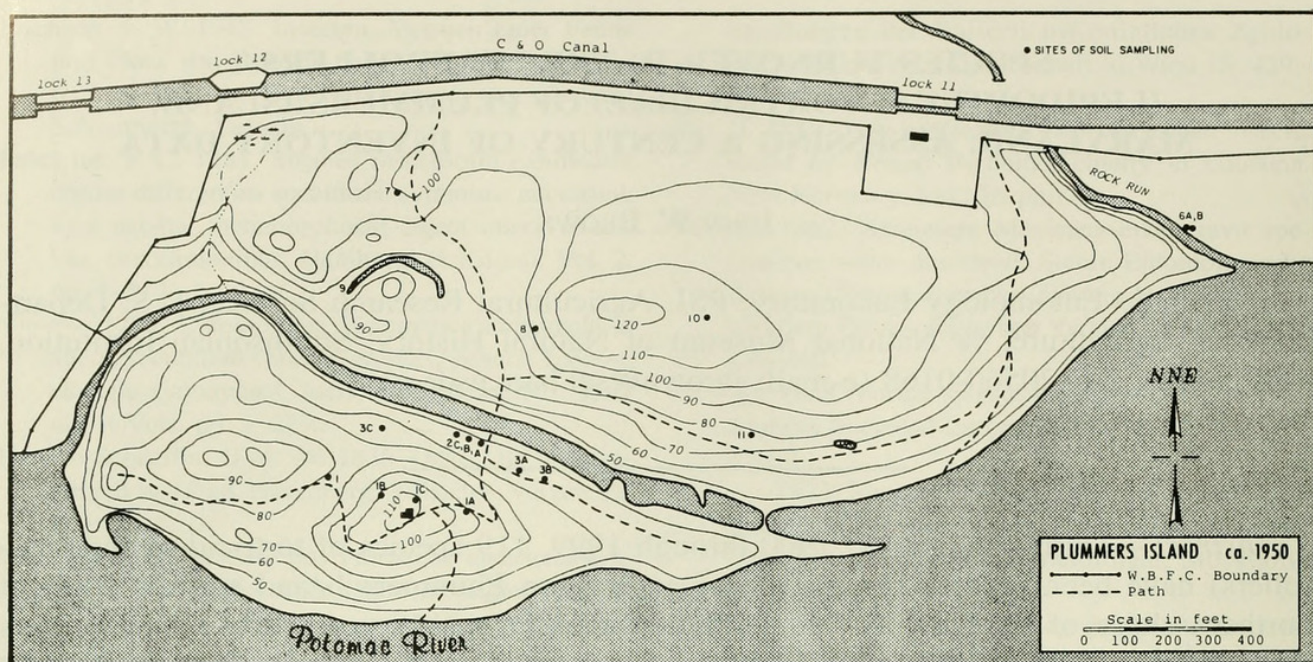 C & O Canal
lock 12
lock 13
lock 11
SITES OF SOIL SAMPLING
ROCK RUN
6A,B
7
100
9
90
8
120
10
110
100
90
80
70
60
50
11
NNE
3C
2C,B,A
3A
3B
90
80
1
1B
1C
1A
110
100
70
60
50
Potomac River
PLUMMERS ISLAND ca. 1950
W.B.F.C. Boundary
Path
Scale in feet
0 100 200 300 400